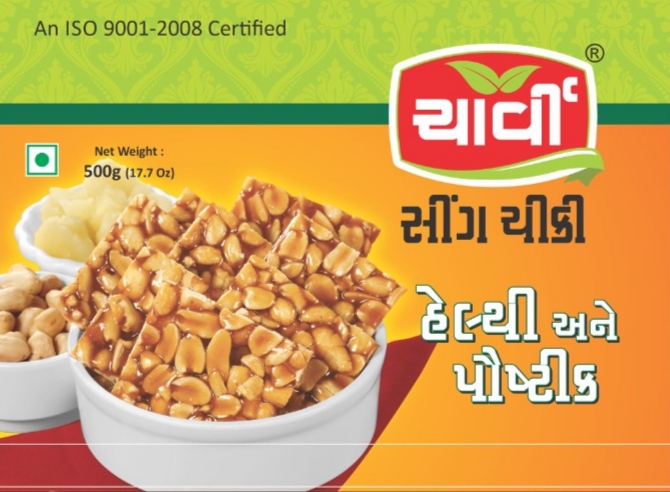 An ISO 9001-2008 Certified
®
ચાર્વી
Net Weight :
500g (17.7 Oz)
સીંગ ચીક્રી
હેલ્થી અને
પૌષ્ટીક્ર